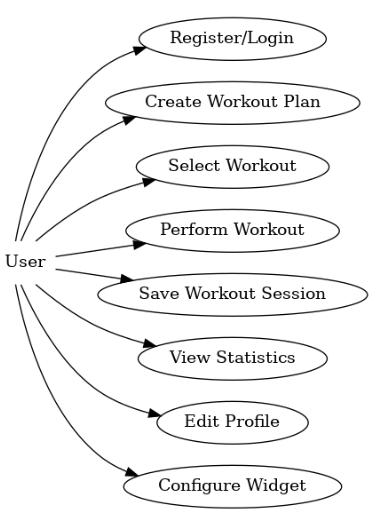 Register/Login
Create Workout Plan
Select Workout
Perform Workout
User
Save Workout Session
View Statistics
Edit Profile
Configure Widget